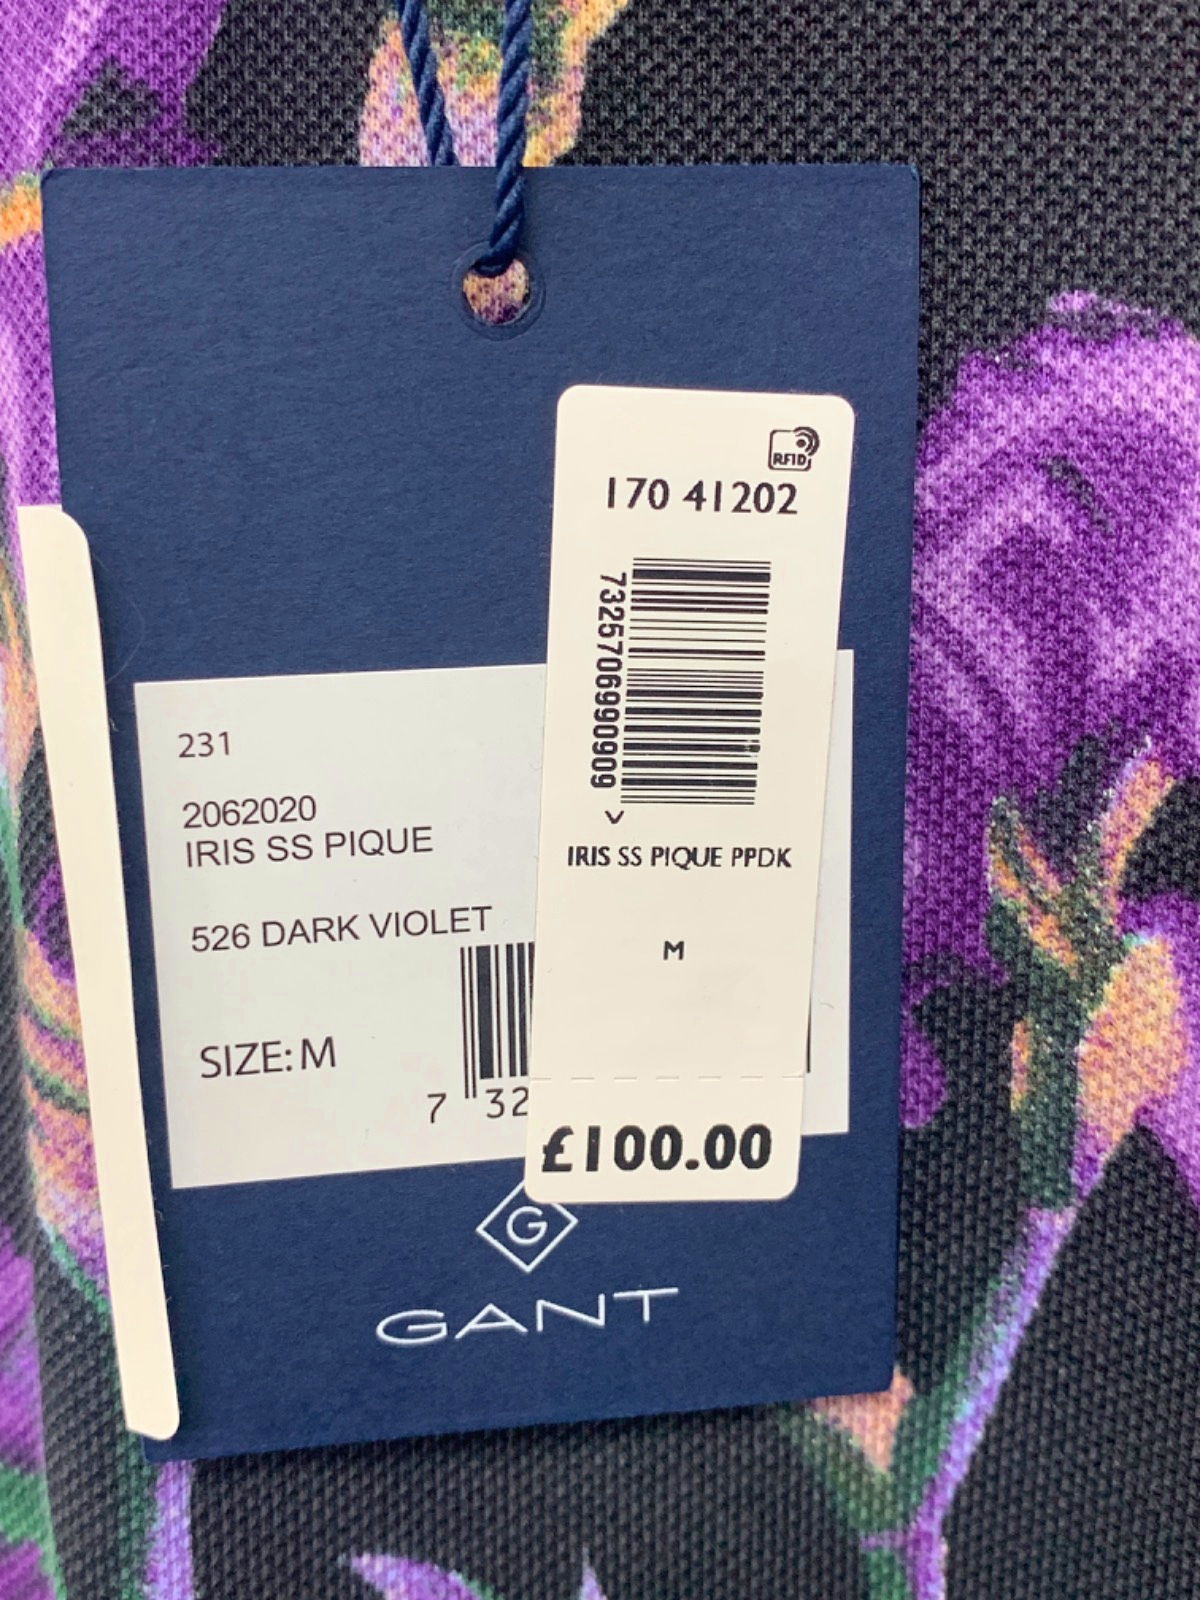 RFID
170 41202
7325706990909
>
IRIS SS PIQUE PPDK
M
£100.00
231
2062020
IRIS SS PIQUE
526 DARK VIOLET
SIZE: M
7 32
G
GANT